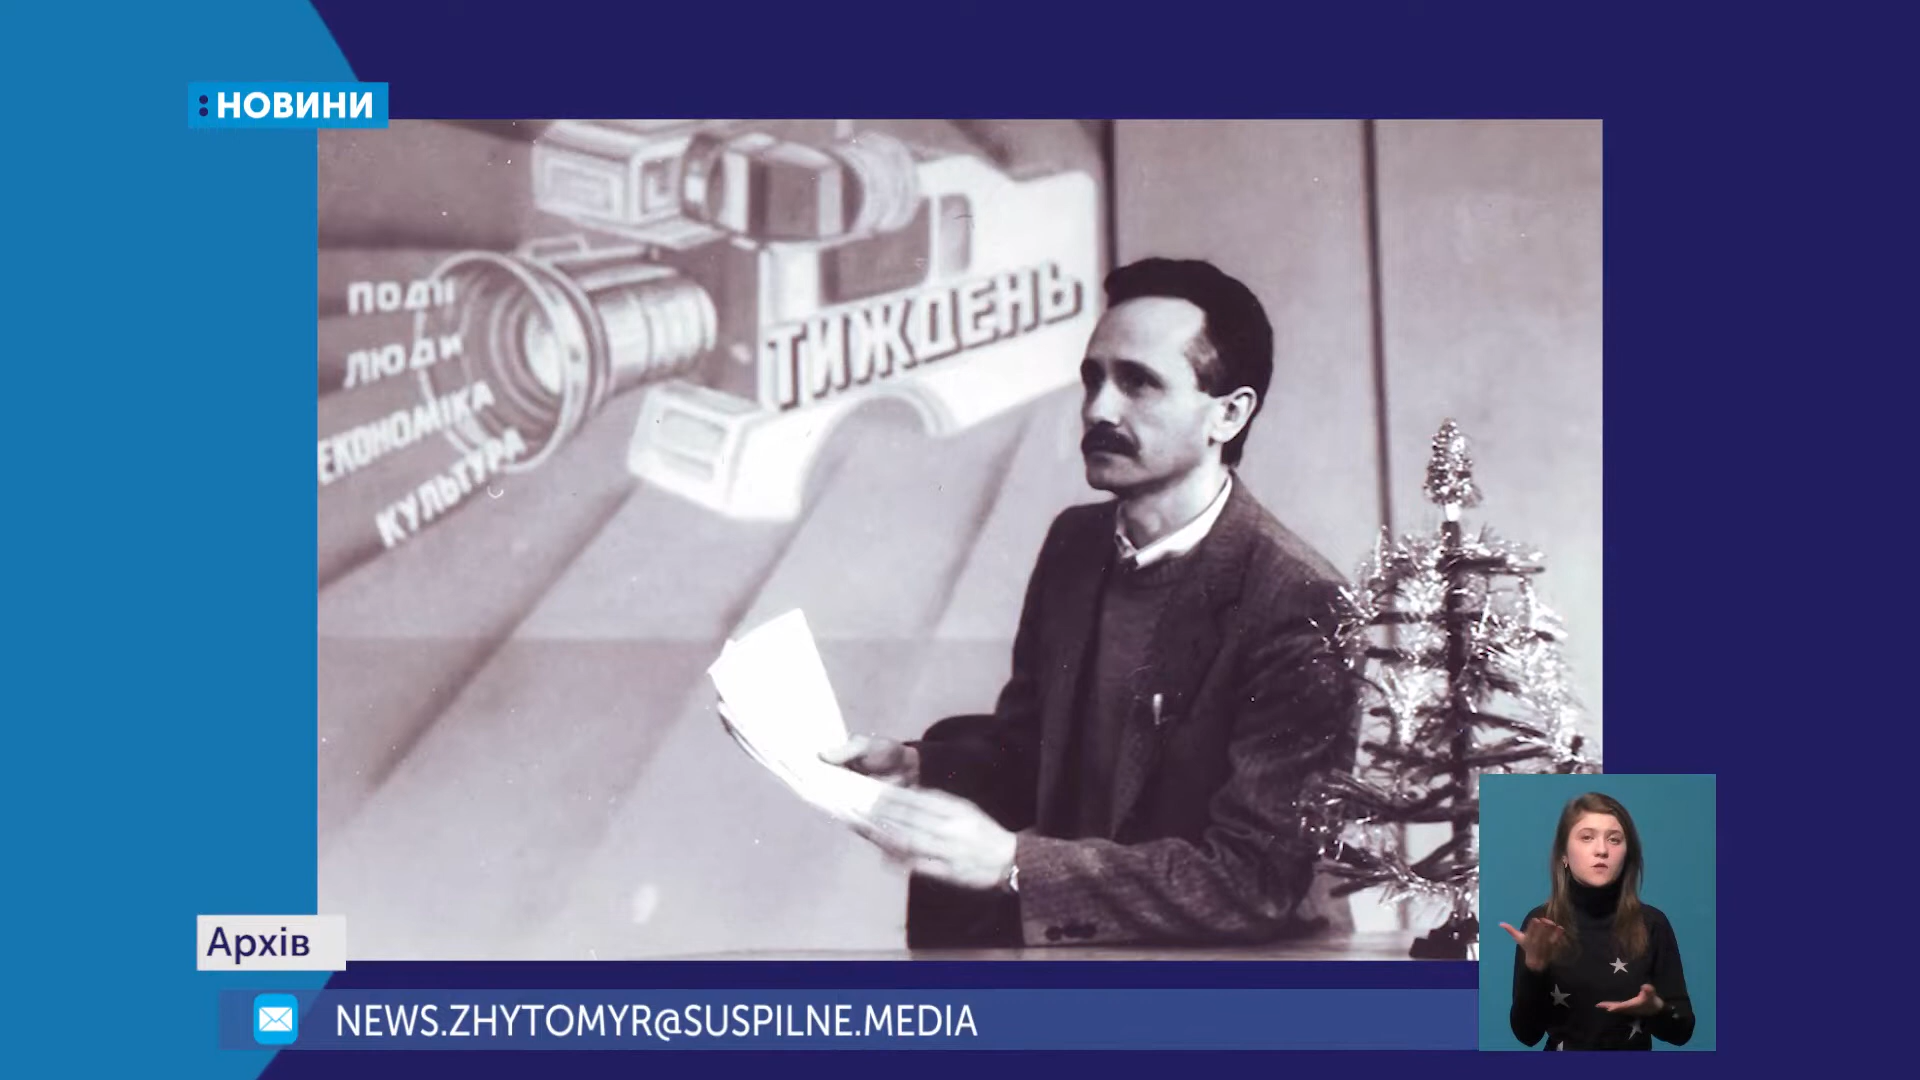 :НОВИНИ
ПОДІЇ
ЛЮДИ
ЕКОНОМІКА
КУЛЬТУРА
ТИЖДЕНЬ
Архів
NEWS.ZHYTOMYR@SUSPILNE.MEDIA